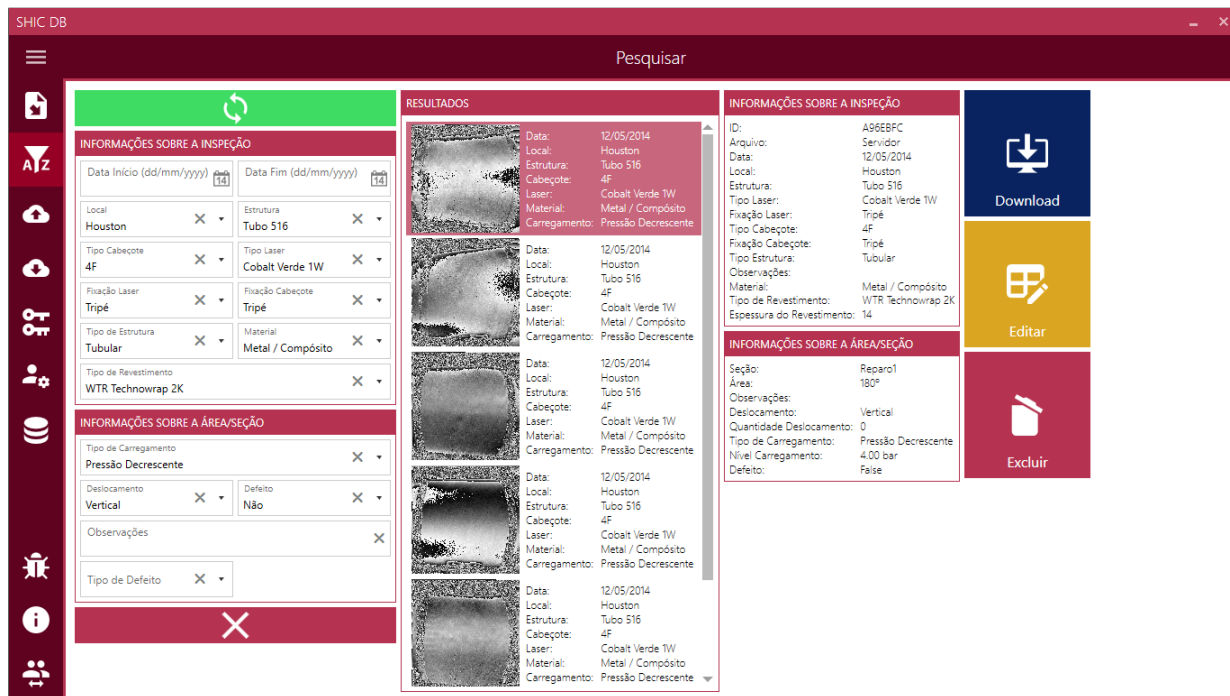 SHIC DB
Pesquisar
INFORMAÇÕES SOBRE A INSPEÇÃO
Data Início (dd/mm/yyyy) 14 Data Fim (dd/mm/yyyy) 14
Local Estrutura
Houston Tubo 516
Tipo Cabeçote Tipo Laser
4F Cobalt Verde 1W
Fixação Laser Fixação Cabeçote
Tripé Tripé
Tipo de Estrutura Material
Tubular Metal / Compósito
Tipo de Revestimento
WTR Technowrap 2K
INFORMAÇÕES SOBRE A ÁREA/SEÇÃO
Tipo de Carregamento
Pressão Decrescente
Deslocamento Defeito
Vertical Não
Observações
Tipo de Defeito
RESULTADOS
Data: 12/05/2014
Local: Houston
Estrutura: Tubo 516
Cabeçote: 4F
Laser: Cobalt Verde 1W
Material: Metal / Compósito
Carregamento: Pressão Decrescente
Data: 12/05/2014
Local: Houston
Estrutura: Tubo 516
Cabeçote: 4F
Laser: Cobalt Verde 1W
Material: Metal / Compósito
Carregamento: Pressão Decrescente
Data: 12/05/2014
Local: Houston
Estrutura: Tubo 516
Cabeçote: 4F
Laser: Cobalt Verde 1W
Material: Metal / Compósito
Carregamento: Pressão Decrescente
Data: 12/05/2014
Local: Houston
Estrutura: Tubo 516
Cabeçote: 4F
Laser: Cobalt Verde 1W
Material: Metal / Compósito
Carregamento: Pressão Decrescente
Data: 12/05/2014
Local: Houston
Estrutura: Tubo 516
Cabeçote: 4F
Laser: Cobalt Verde 1W
Material: Metal / Compósito
Carregamento: Pressão Decrescente
INFORMAÇÕES SOBRE A INSPEÇÃO
ID: A96EBFC
Arquivo: Servidor
Data: 12/05/2014
Local: Houston
Estrutura: Tubo 516
Tipo Laser: Cobalt Verde 1W
Fixação Laser: Tripé
Tipo Cabeçote: 4F
Fixação Cabeçote: Tripé
Tipo Estrutura: Tubular
Observações:
Material: Metal / Compósito
Tipo de Revestimento: WTR Technowrap 2K
Espessura do Revestimento: 14
INFORMAÇÕES SOBRE A ÁREA/SEÇÃO
Seção: Reparo1
Área: 180º
Observações:
Deslocamento: Vertical
Quantidade Deslocamento: 0
Tipo de Carregamento: Pressão Decrescente
Nível Carregamento: 4.00 bar
Defeito: False
Download
Editar
Excluir
A Z